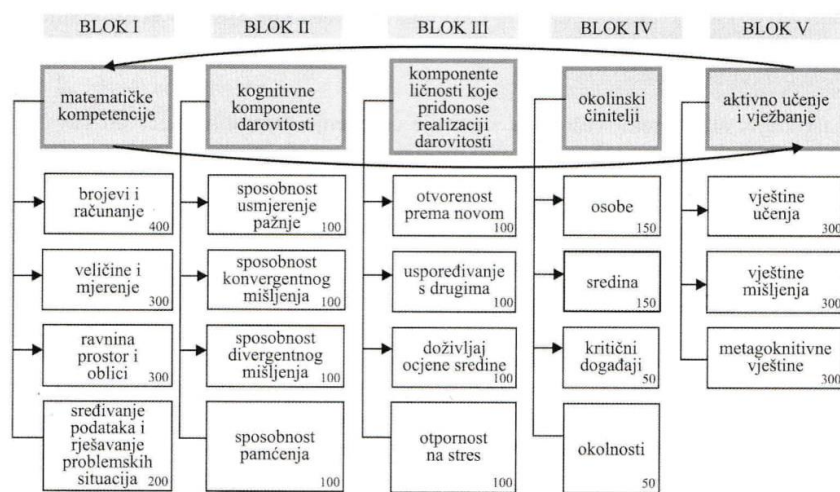 BLOK I
BLOK II
BLOK III
BLOK IV
BLOK V
matematičke
kompetencije
kognitivne
komponente
darovitosti
komponente
ličnosti koje
pridonose
realizaciji
darovitosti
okolinski
činitelji
aktivno učenje
i vježbanje
brojevi i
računanje
400
sposobnost
usmjerenje
pažnje
100
otvorenost
prema novom
100
osobe
150
vještine
učenja
300
veličine i
mjerenje
300
sposobnost
konvergentnog
mišljenja
100
uspoređivanje
s drugima
100
sredina
150
vještine
mišljenja
300
ravnina
prostor i
oblici
300
sposobnost
divergentnog
mišljenja
100
doživljaj
ocjene sredine
100
kritični
događaji
50
metagoknitivne
vještine
300
sređivanje
podataka i
rješavanje
problemskih
situacija
200
sposobnost
pamćenja
100
otpornost
na stres
100
okolnosti
50